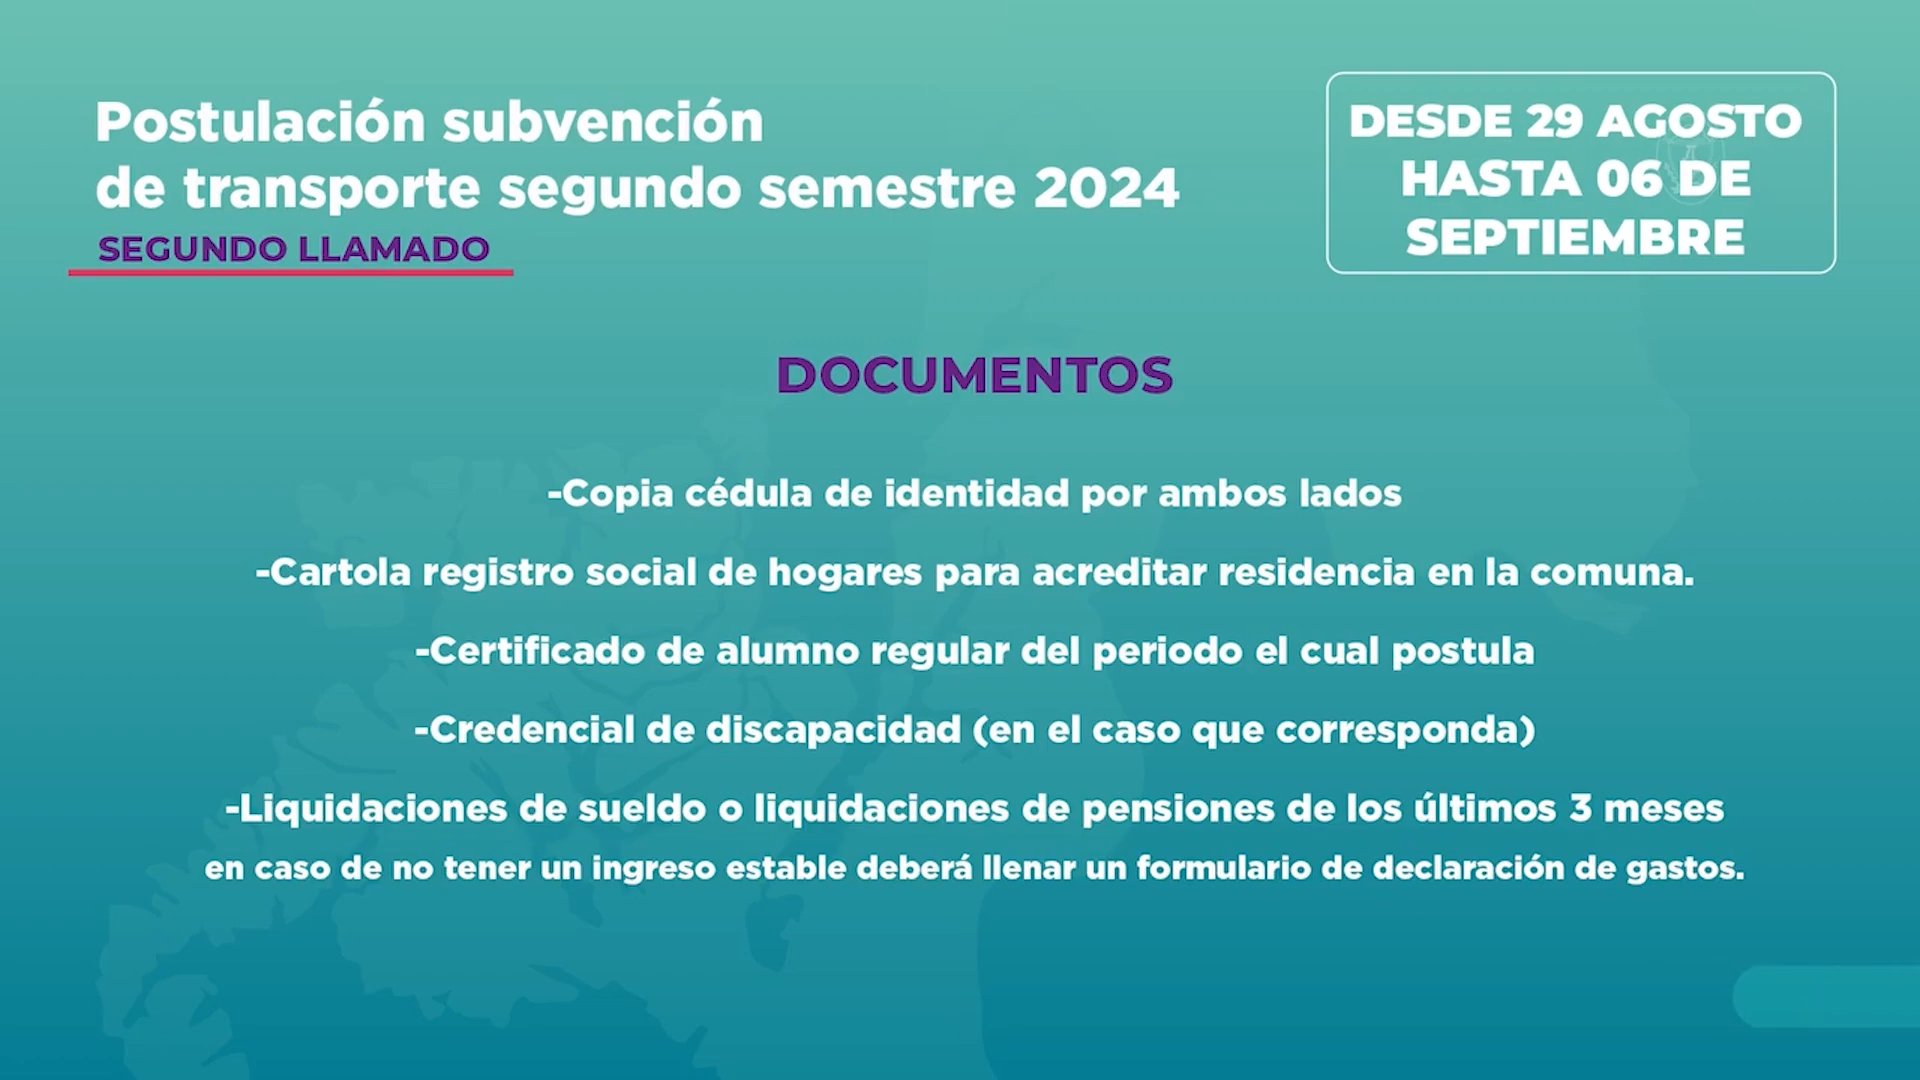 Postulación subvención
de transporte segundo semestre 2024
SEGUNDO LLAMADO
DESDE 29 AGOSTO
HASTA 06 DE
SEPTIEMBRE
DOCUMENTOS
-Copia cédula de identidad por ambos lados
-Cartola registro social de hogares para acreditar residencia en la comuna.
-Certificado de alumno regular del periodo el cual postula
-Credencial de discapacidad (en el caso que corresponda)
-Liquidaciones de sueldo o liquidaciones de pensiones de los últimos 3 meses
en caso de no tener un ingreso estable deberá llenar un formulario de declaración de gastos.